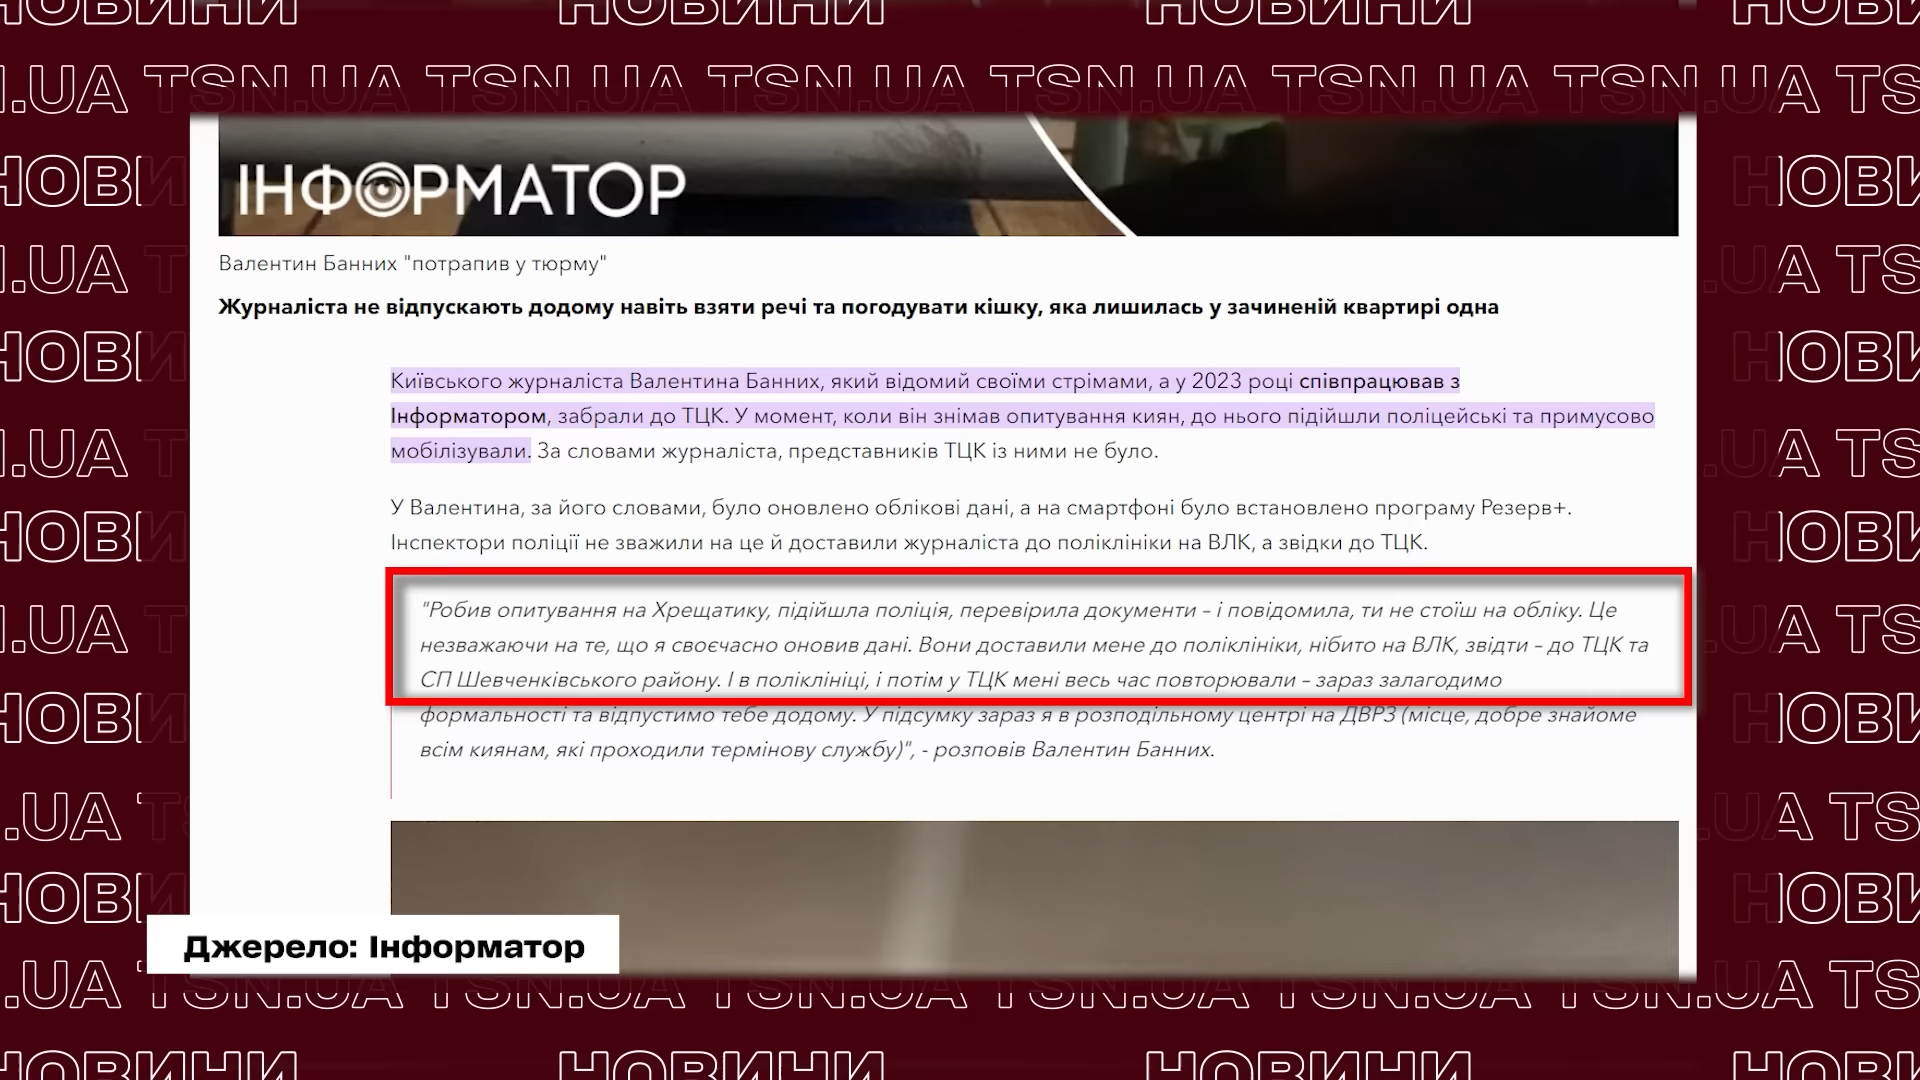 НОВИНИ НОВИНИ НОВИНИ
N.UA TSN.UA TSN.UA TSN.UA TSN.UA TSN.UA TSN.UA TS
ІНФОРМАТОР
Валентин Банних "потрапив у тюрму"
Журналіста не відпускають додому навіть взяти речі та погодувати кішку, яка лишилась у зачиненій квартирі одна
Київського журналіста Валентина Банних, який відомий своїми стрімами, а у 2023 році співпрацював з
Інформатором, забрали до ТЦК. У момент, коли він знімав опитування киян, до нього підійшли поліцейські та примусово
мобілізували. За словами журналіста, представників ТЦК із ними не було.
У Валентина, за його словами, було оновлено облікові дані, а на смартфоні було встановлено програму Резерв+.
Інспектори поліції не зважили на це й доставили журналіста до поліклініки на ВЛК, а звідки до ТЦК.
"Робив опитування на Хрещатику, підійшла поліція, перевірила документи – і повідомила, ти не стоїш на обліку. Це
незважаючи на те, що я своєчасно оновив дані. Вони доставили мене до поліклініки, нібито на ВЛК, звідти – до ТЦК та
СП Шевченківського району. І в поліклініці, і потім у ТЦК мені весь час повторювали – зараз залагодимо
формальності та відпустимо тебе додому. У підсумку зараз я в розподільному центрі на ДВРЗ (місце, добре знайоме
всім киянам, які проходили термінову службу)", - розповів Валентин Банних.
Джерело: Інформатор
.UA TSN.UA TSN.UA TSN.UA TSN.UA TSN.UA TSN.UA TS
НОВИНИ НОВИНИ НОВИНИ